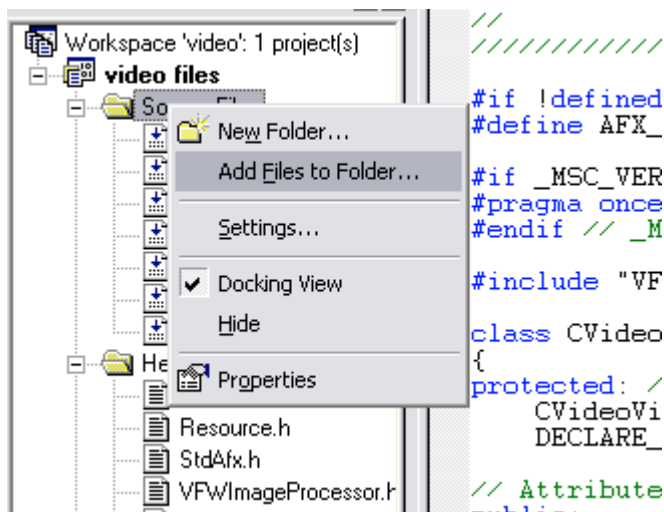 Workspace 'video': 1 project(s)
video files
New Folder...
Add Files to Folder...
Settings...
Docking View
Hide
Properties
Resource.h
StdAfx.h
VFWImageProcessor.h
//
/////////////
#if !defined
#define AFX_
#if _MSC_VER
#pragma once
#endif // _M
#include "VF
class CVideo
{
protected: /
CVideoVi
DECLARE_
// Attribute